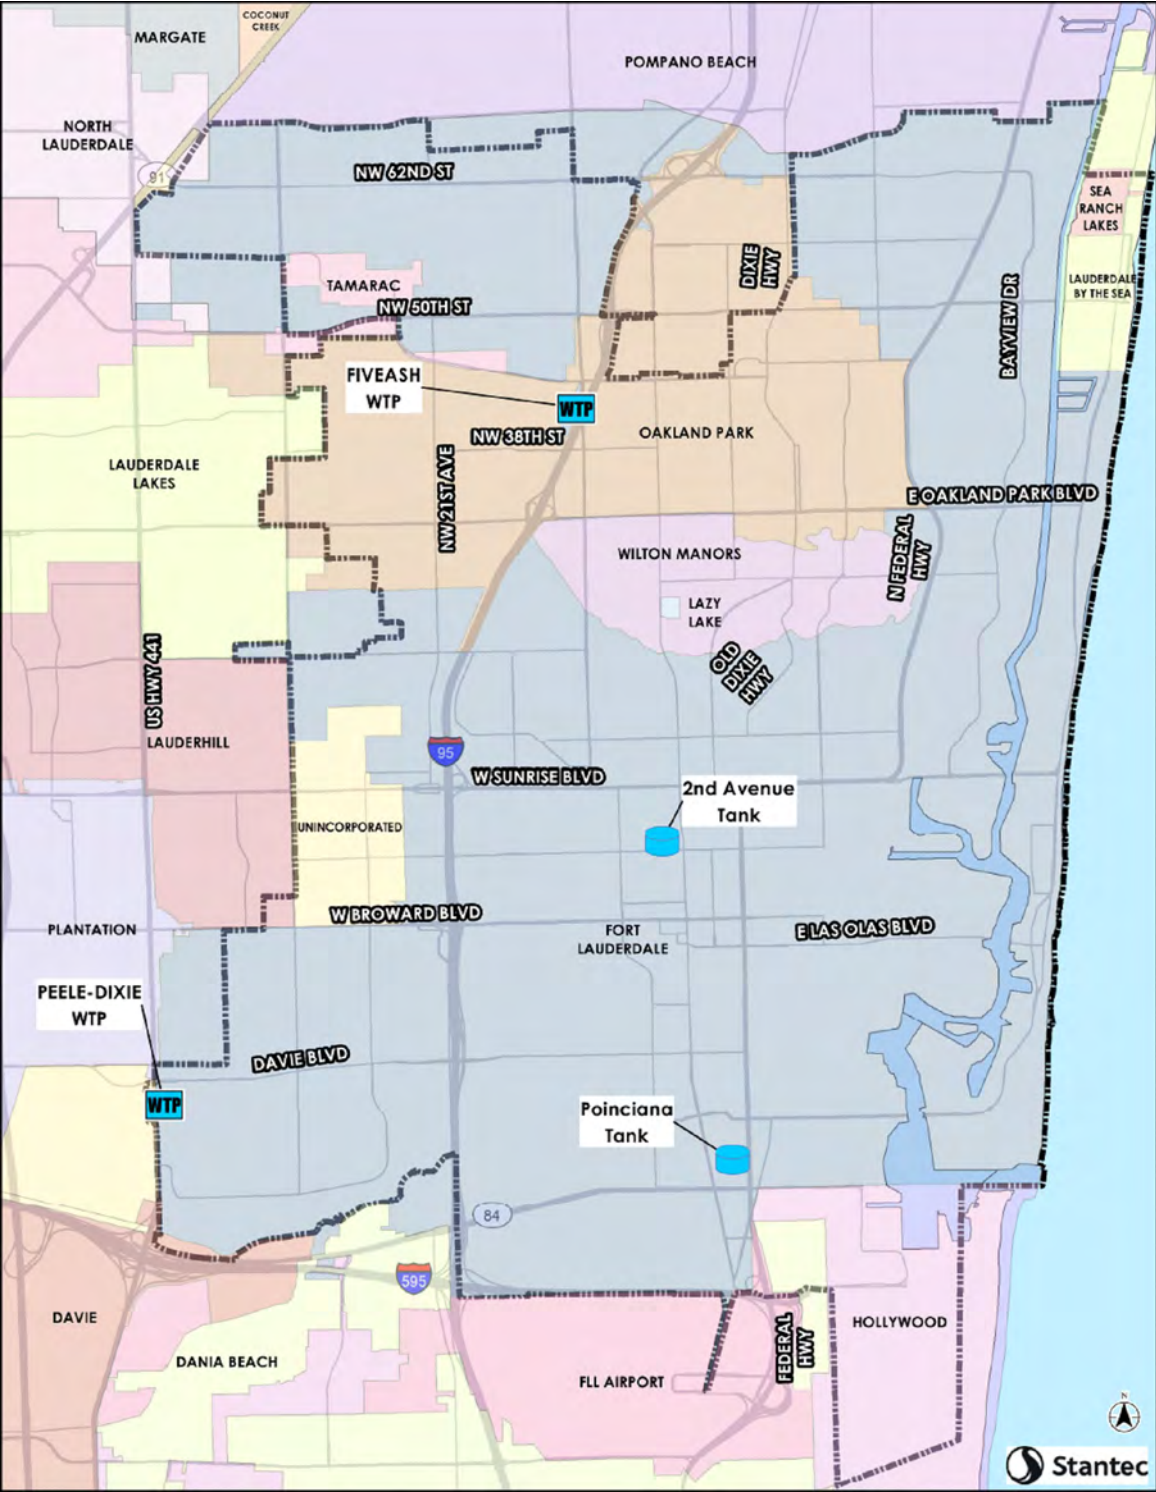 COCONUT
CREEK
MARGATE
POMPANO BEACH
NORTH
LAUDERDALE
NW 62ND ST
91
SEA
RANCH
LAKES
DIXIE
HWY
TAMARAC
LAUDERDALE
BY THE SEA
NW 50TH ST
BAYVIEW DR
FIVEASH
WTP
WTP
NW 38TH ST
OAKLAND PARK
LAUDERDALE
LAKES
NW 21ST AVE
E OAKLAND PARK BLVD
WILTON MANORS
N FEDERAL
HWY
LAZY
LAKE
OLD
DIXIE
HWY
US HWY 441
LAUDERHILL
95
W SUNRISE BLVD
2nd Avenue
Tank
UNINCORPORATED
W BROWARD BLVD
PLANTATION
FORT
LAUDERDALE
E LAS OLAS BLVD
PEELE-DIXIE
WTP
DAVIE BLVD
WTP
Poinciana
Tank
84
595
DAVIE
HOLLYWOOD
FEDERAL
HWY
DANIA BEACH
FLL AIRPORT
N
Stantec